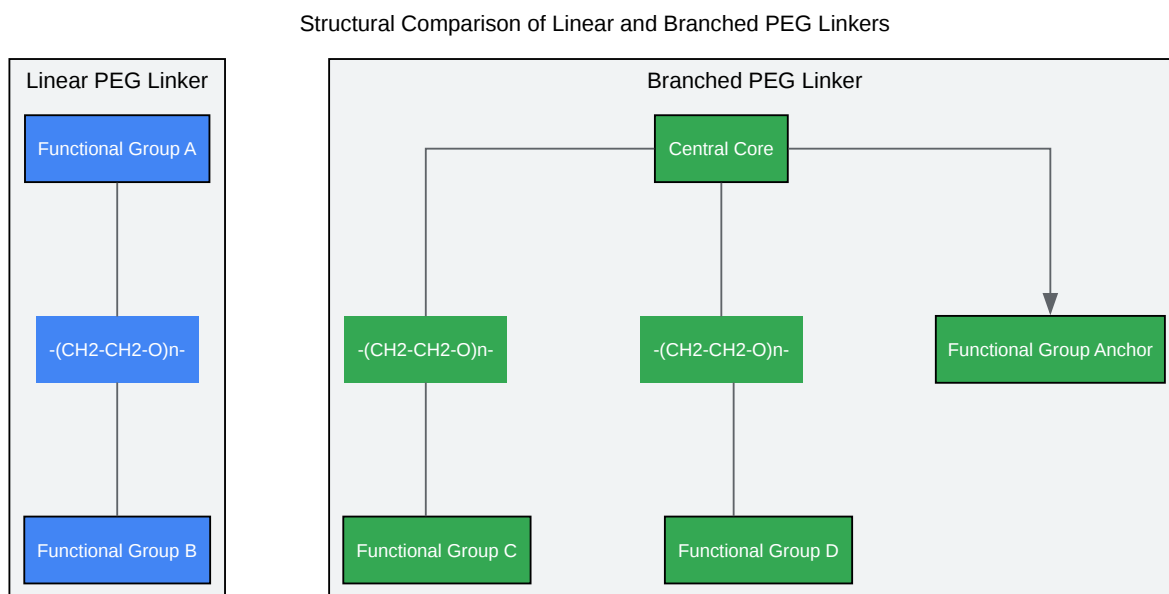 Structural Comparison of Linear and Branched PEG Linkers
Linear PEG Linker
Functional Group A
-(CH2-CH2-O)n-
Functional Group B
Branched PEG Linker
Central Core
-(CH2-CH2-O)n-
-(CH2-CH2-O)n-
Functional Group Anchor
Functional Group C
Functional Group D